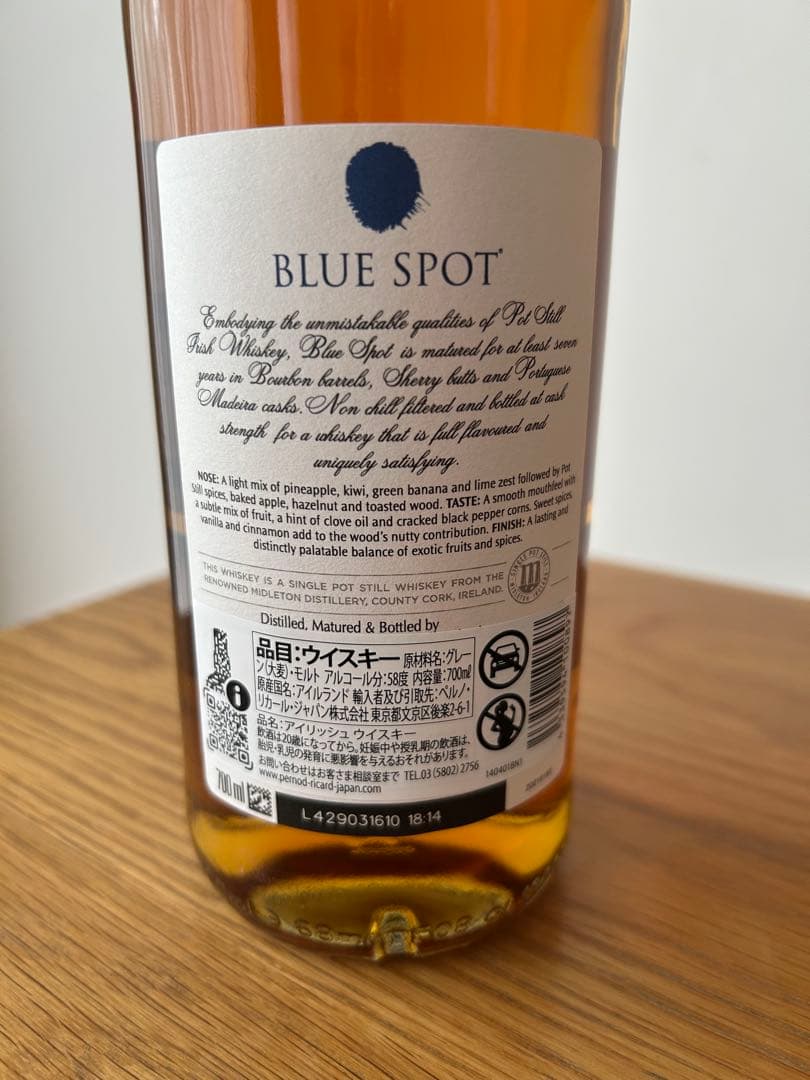 BLUE SPOT
Embodying the unmistakable qualities of Pot Still
Irish Whiskey, Blue Spot is matured for at least seven
years in Bourbon barrels, Sherry butts and Portuguese
Madeira casks. Non chill filtered and bottled at cask
strength for a whiskey that is full flavoured and
uniquely satisfying.
NOSE: A light mix of pineapple, kiwi, green banana and lime zest followed by Pot
Still spices, baked apple, hazelnut and toasted wood. TASTE: A smooth mouthfeel with
a subtle mix of fruit, a hint of clove oil and cracked black pepper corns. Sweet spices,
vanilla and cinnamon add to the wood's nutty contribution. FINISH: A lasting and
distinctly palatable balance of exotic fruits and spices.
THIS WHISKEY IS A SINGLE POT STILL WHISKEY FROM THE
RENOWNED MIDLETON DISTILLERY, COUNTY CORK, IRELAND.
SINGLE POT STILL
MIDLETON IRELAND
Distilled, Matured & Bottled by
品目:ウイスキー 原材料名:グレー
ン(大麦)・モルト アルコール分:58度 内容量:700ml
原産国名:アイルランド 輸入者及び引取先:ペルノ・
リカール・ジャパン株式会社 東京都文京区後楽2-6-1
品名:アイリッシュ ウイスキー
飲酒は20歳になってから。妊娠中や授乳期の飲酒は、
胎児・乳児の発育に悪影響を与えるおそれがあります。
お問い合わせはお客さま相談室まで TEL.03 (5802) 2756
www.pernod-ricard-japan.com
140401BN3
700 ml
L429031610 18:14